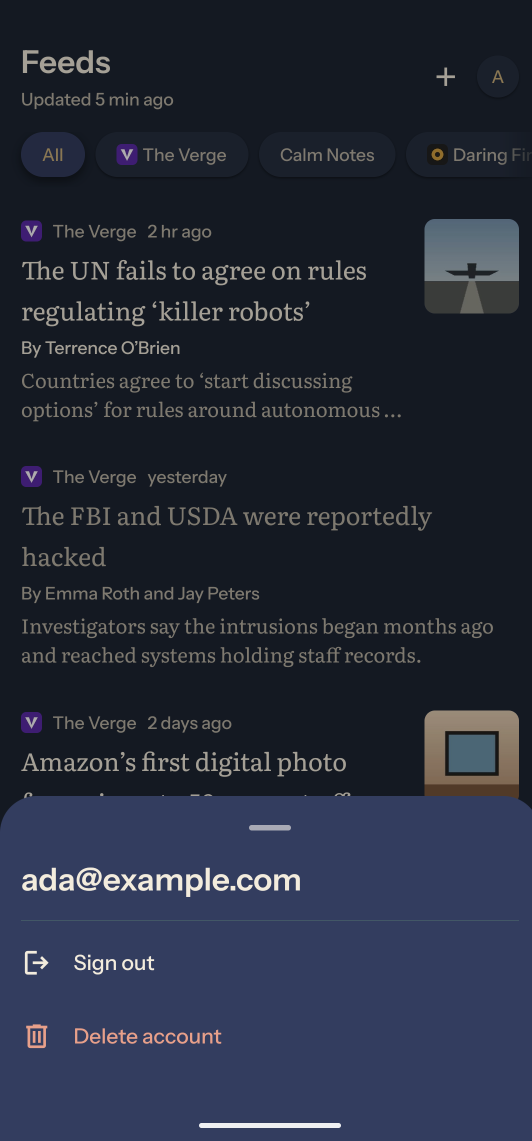 Feeds
Updated 5 min ago
A
All
The Verge
Calm Notes
Daring Fir
The Verge 2 hr ago
The UN fails to agree on rules
regulating ‘killer robots’
By Terrence O’Brien
Countries agree to ‘start discussing
options’ for rules around autonomous ...
The Verge yesterday
The FBI and USDA were reportedly
hacked
By Emma Roth and Jay Peters
Investigators say the intrusions began months ago
and reached systems holding staff records.
The Verge 2 days ago
Amazon’s first digital photo
ada@example.com
Sign out
Delete account